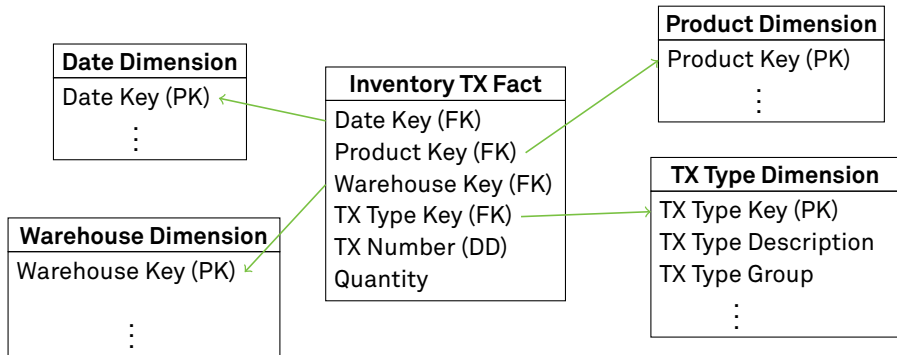 Date Dimension
Date Key (PK)
⋮
Inventory TX Fact
Date Key (FK)
Product Key (FK)
Warehouse Key (FK)
TX Type Key (FK)
TX Number (DD)
Quantity
Product Dimension
Product Key (PK)
⋮
Warehouse Dimension
Warehouse Key (PK)
⋮
TX Type Dimension
TX Type Key (PK)
TX Type Description
TX Type Group
⋮